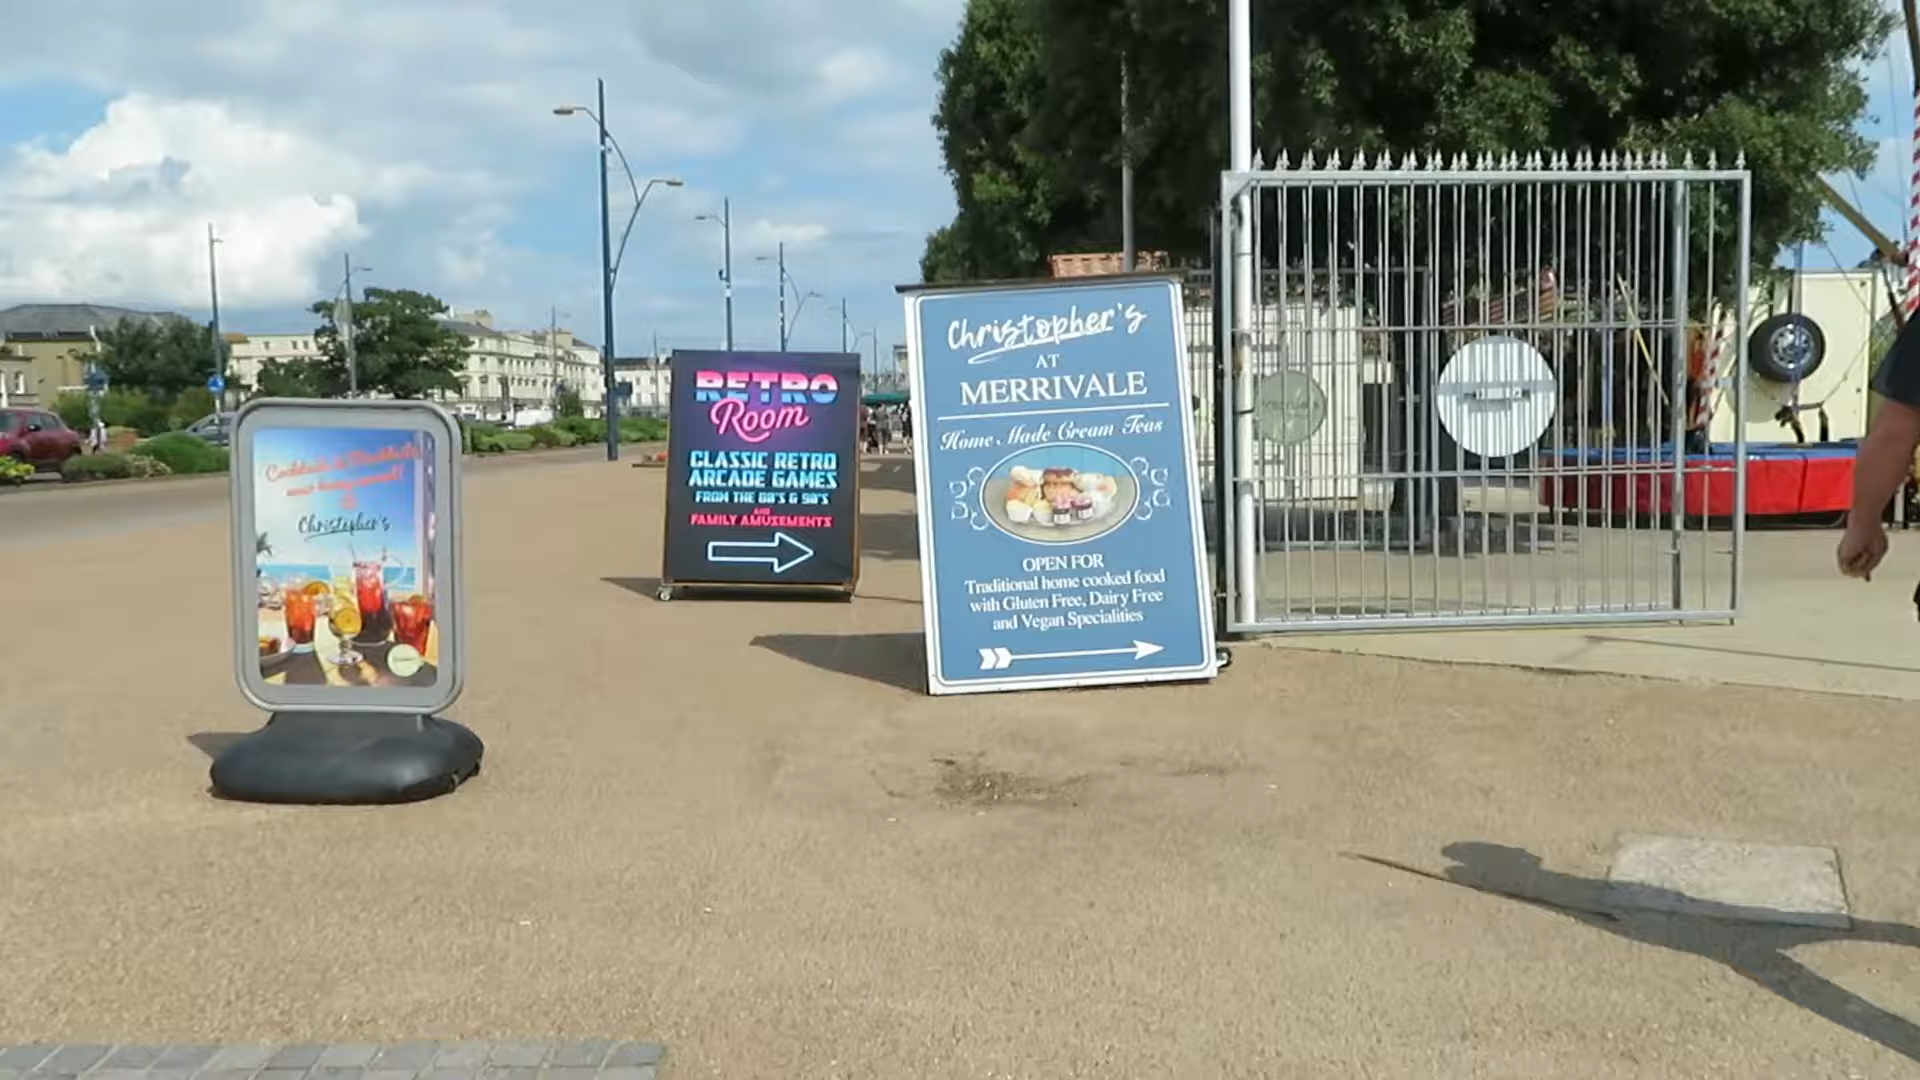 Christopher's
RETRO
Room
CLASSIC RETRO
ARCADE GAMES
FROM THE 80'S & 90'S
AND
FAMILY AMUSEMENTS
Christopher's
AT
MERRIVALE
Home Made Cream Teas
OPEN FOR
Traditional home cooked food
with Gluten Free, Dairy Free
and Vegan Specialities